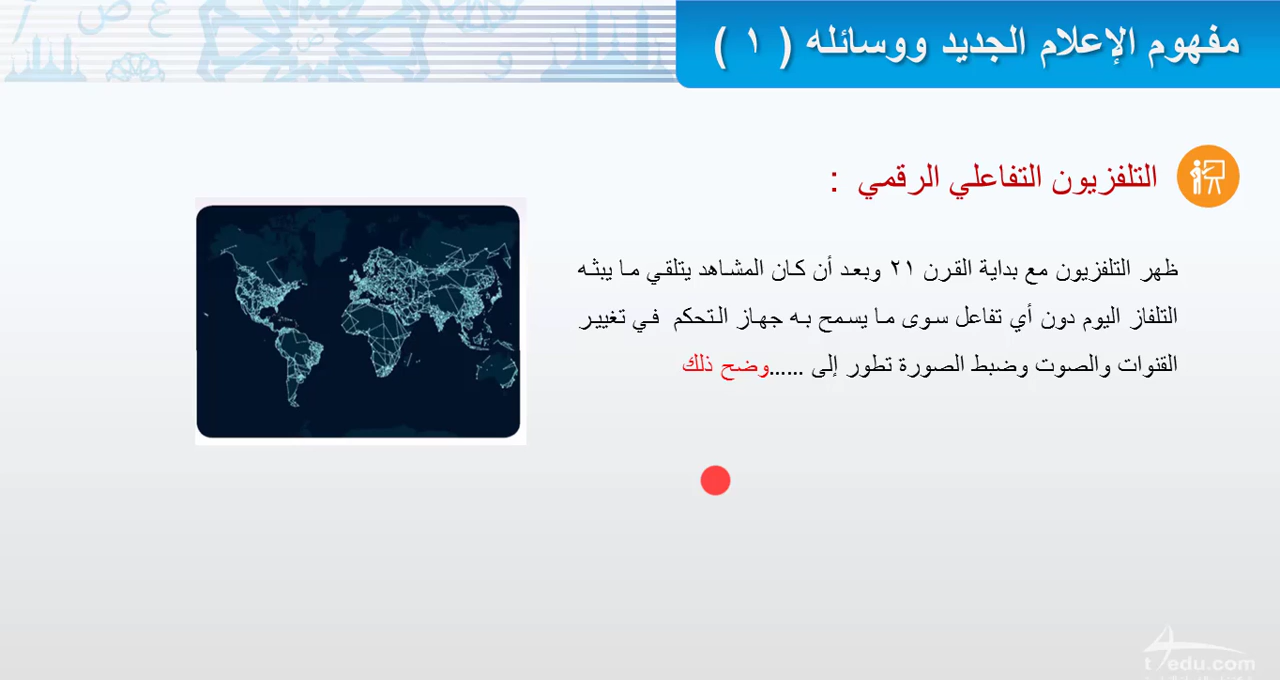 مفهوم الإعلام الجديد ووسائله ( ١ )
التلفزيون التفاعلي الرقمي :
ظهر التلفزيون مع بداية القرن ٢١ وبعد أن كان المشاهد يتلقي ما يبثه
التلفاز اليوم دون أي تفاعل سوى ما يسمح به جهاز التحكم في تغيير
القنوات والصوت وضبط الصورة تطور إلى ......وضح ذلك
t4edu.com